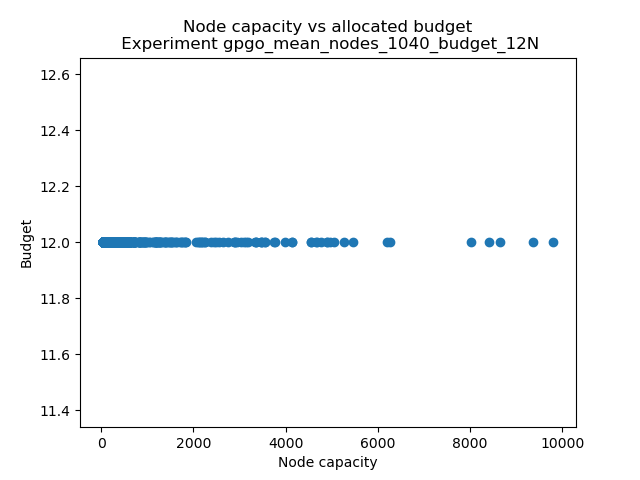 Node capacity vs allocated budget
Experiment gpgo_mean_nodes_1040_budget_12N
12.6
12.4
12.2
12.0
11.8
11.6
11.4
Budget
0 2000 4000 6000 8000 10000
Node capacity